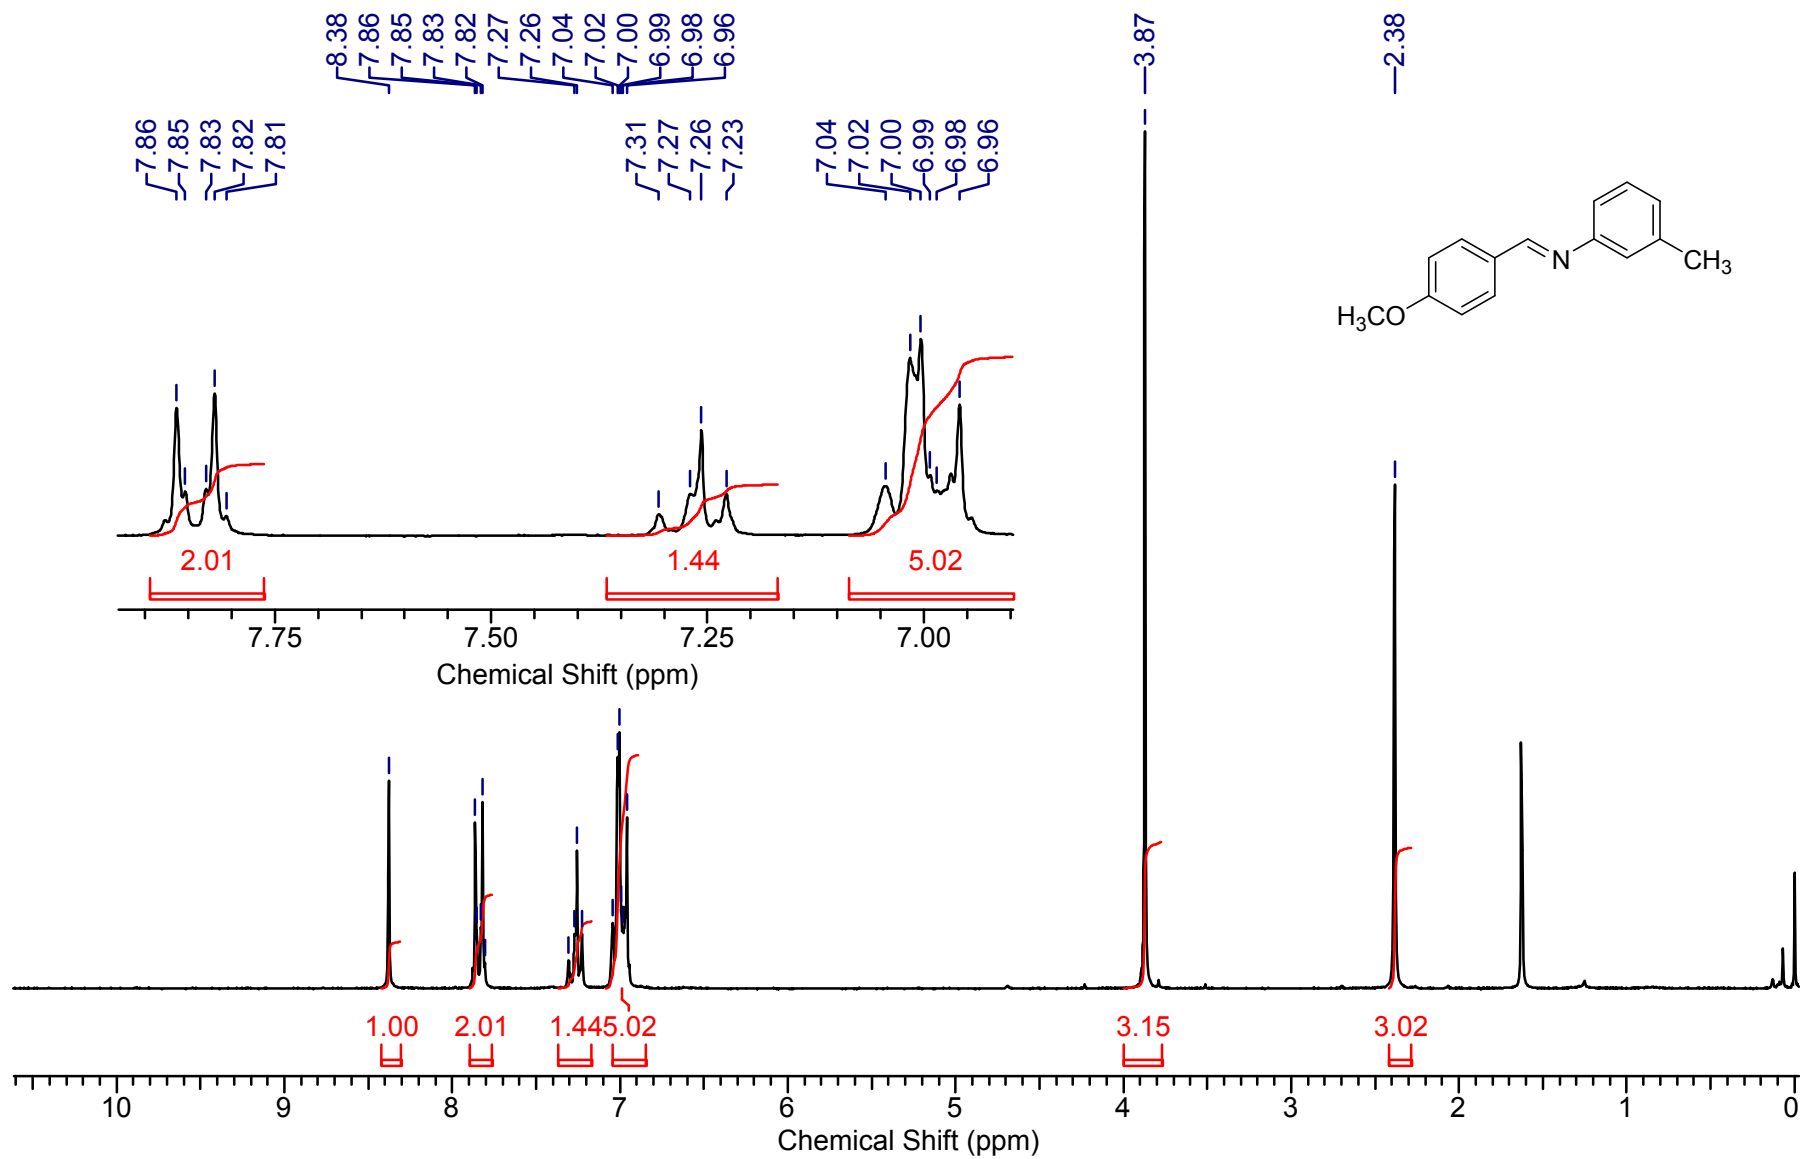 8.38 7.86 7.85 7.83 7.82 7.27 7.26 7.04 7.02 7.00 6.99 6.98 6.96 3.87 2.38
7.86 7.85 7.83 7.82 7.81 7.31 7.27 7.26 7.23 7.04 7.02 7.00 6.99 6.98 6.96
N
CH3
H3CO
2.01 1.44 5.02
7.75 7.50 7.25 7.00
Chemical Shift (ppm)
1.00 2.01 1.44 5.02 3.15 3.02
10 9 8 7 6 5 4 3 2 1 0
Chemical Shift (ppm)